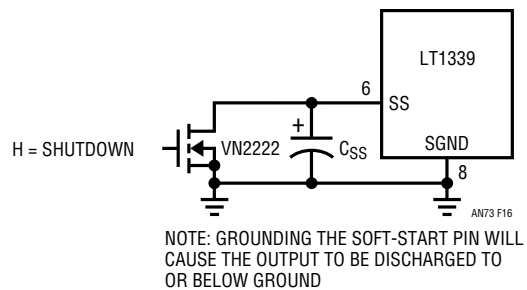 LT1339
6
SS
+
H = SHUTDOWN
VN2222
CSS
SGND
8
AN73 F16
NOTE: GROUNDING THE SOFT-START PIN WILL
CAUSE THE OUTPUT TO BE DISCHARGED TO
OR BELOW GROUND